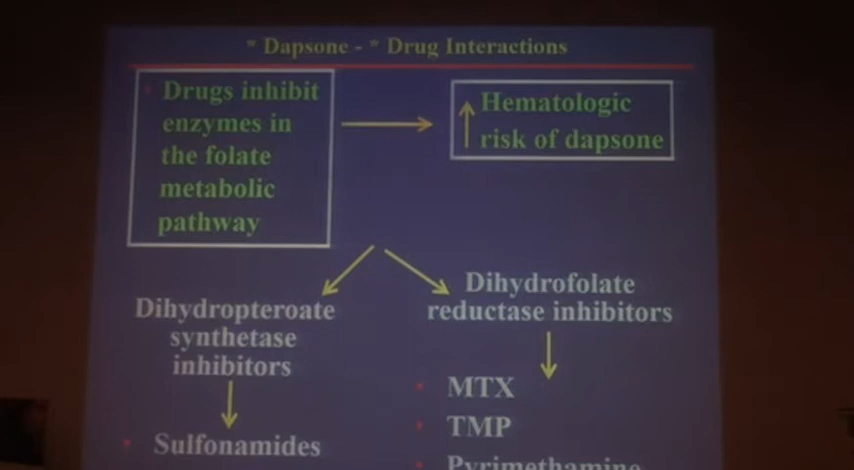 * Dapsone - * Drug Interactions
Drugs inhibit
enzymes in
the folate
metabolic
pathway
Hematologic
risk of dapsone
Dihydropteroate
synthetase
inhibitors
Sulfonamides
Dihydrofolate
reductase inhibitors
MTX
TMP
Pyrimethamine